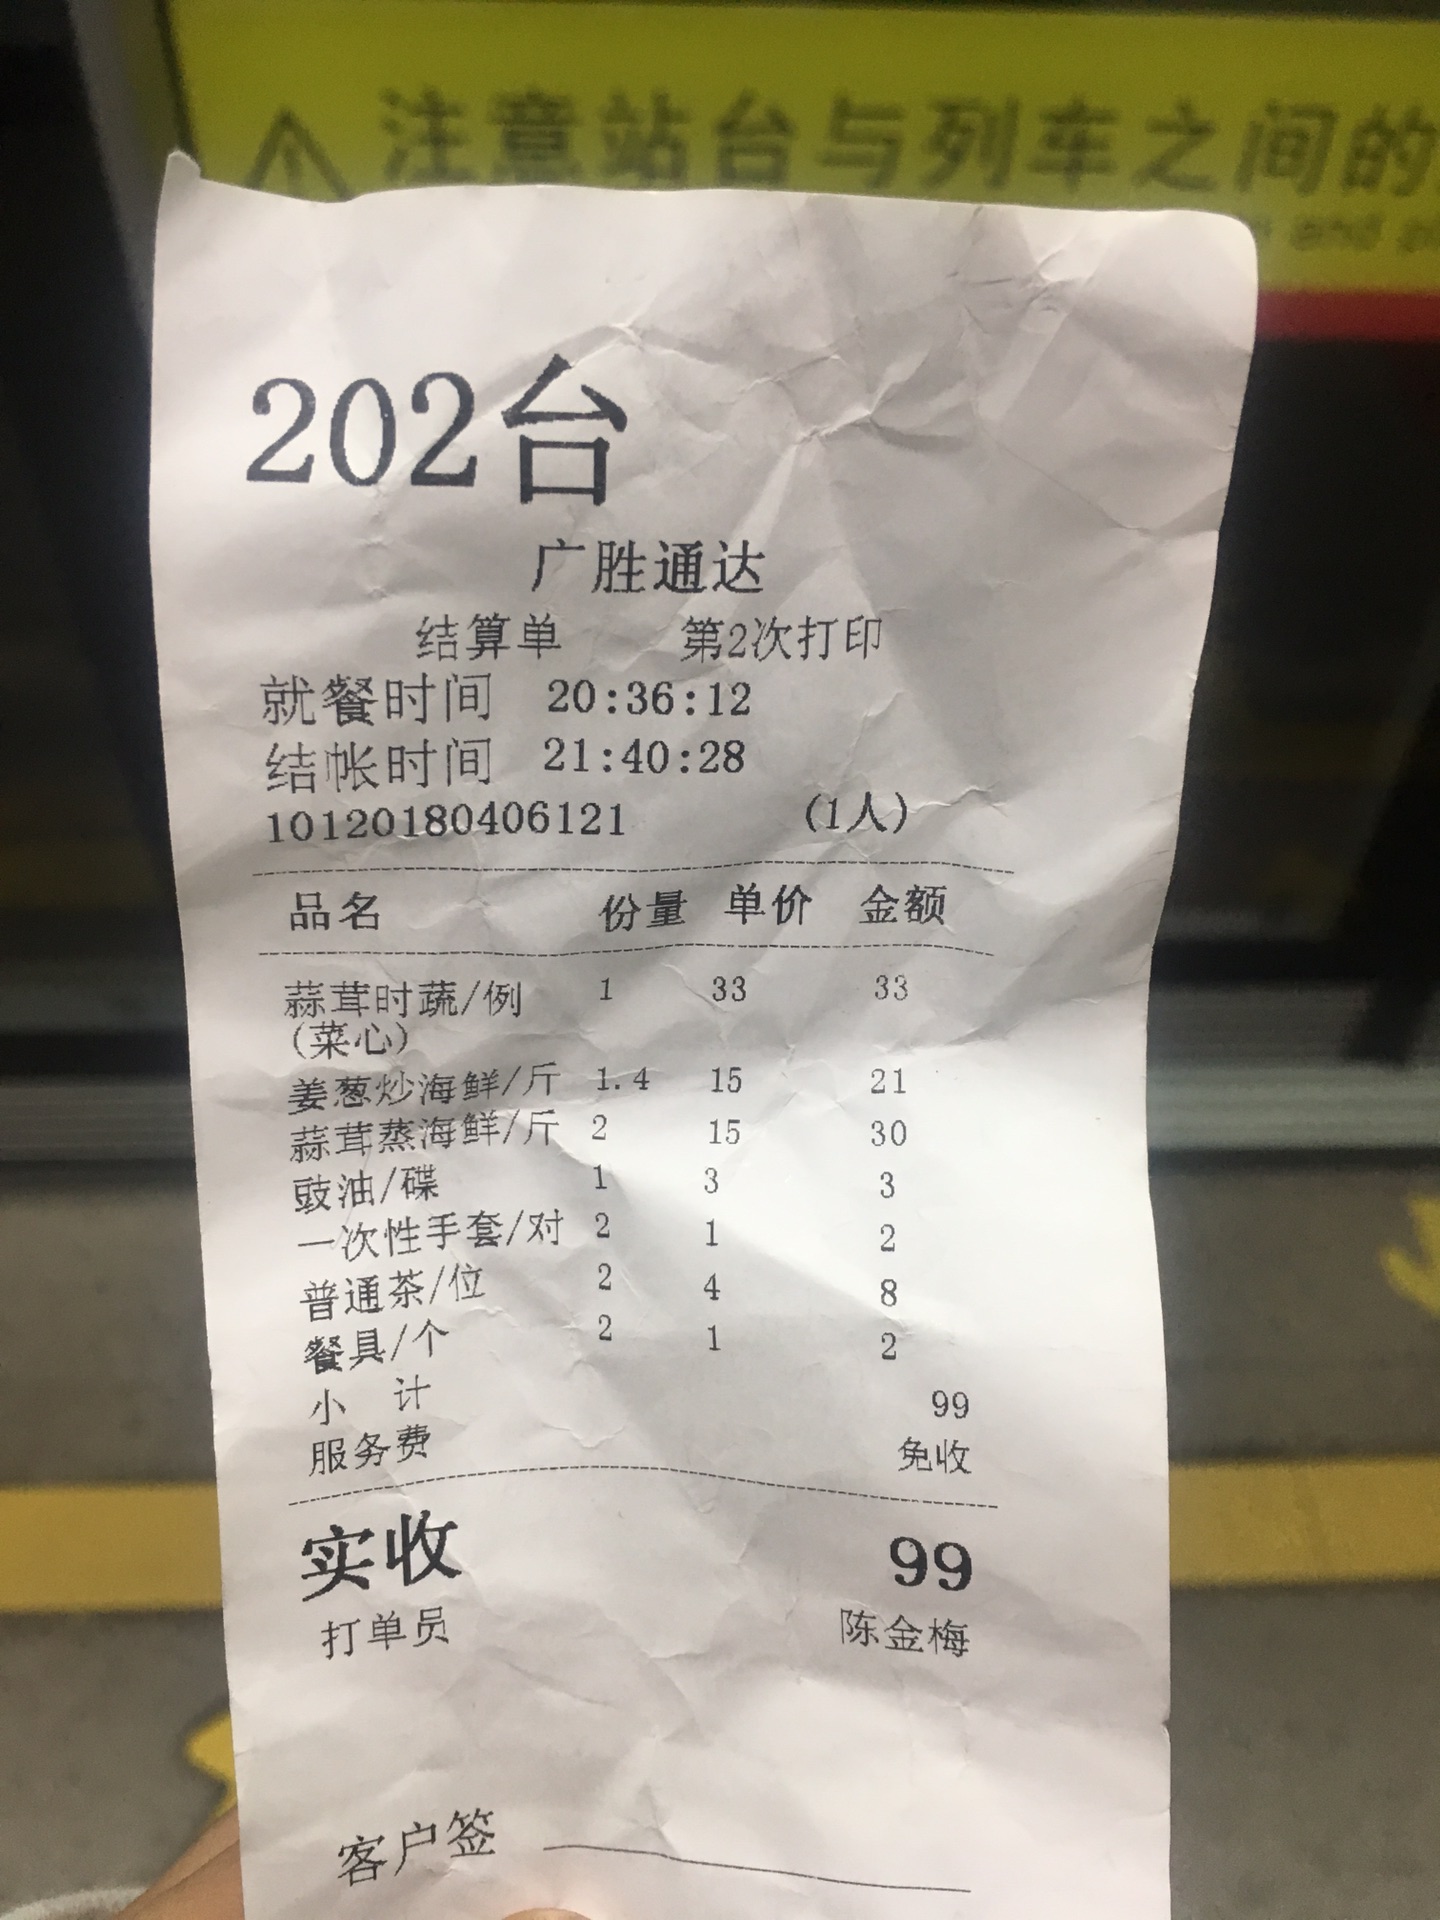 注意站台与列车之间的
and
202台
广胜通达
结算单 第2次打印
就餐时间 20:36:12
结帐时间 21:40:28
10120180406121 (1人)
品名 份量 单价 金额
蒜茸时蔬/例 1 33 33
(菜心)
姜葱炒海鲜/斤 1.4 15 21
蒜茸蒸海鲜/斤 2 15 30
豉油/碟 1 3 3
一次性手套/对 2 1 2
普通茶/位 2 4 8
餐具/个 2 1 2
小 计 99
服务费 免收
实收 99
打单员 陈金梅
客户签